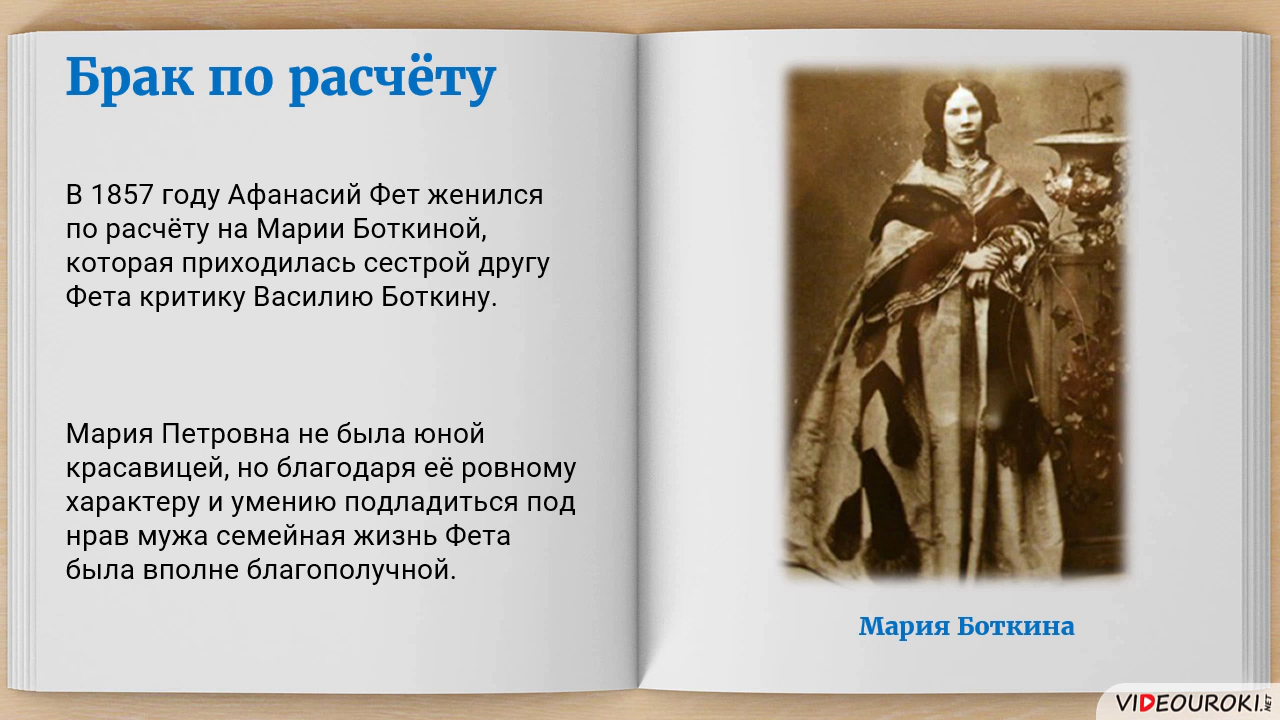 Брак по расчёту
В 1857 году Афанасий Фет женился
по расчёту на Марии Боткиной,
которая приходилась сестрой другу
Фета критику Василию Боткину.
Мария Петровна не была юной
красавицей, но благодаря её ровному
характеру и умению подладиться под
нрав мужа семейная жизнь Фета
была вполне благополучной.
Мария Боткина
VIDEOUROKI.NET